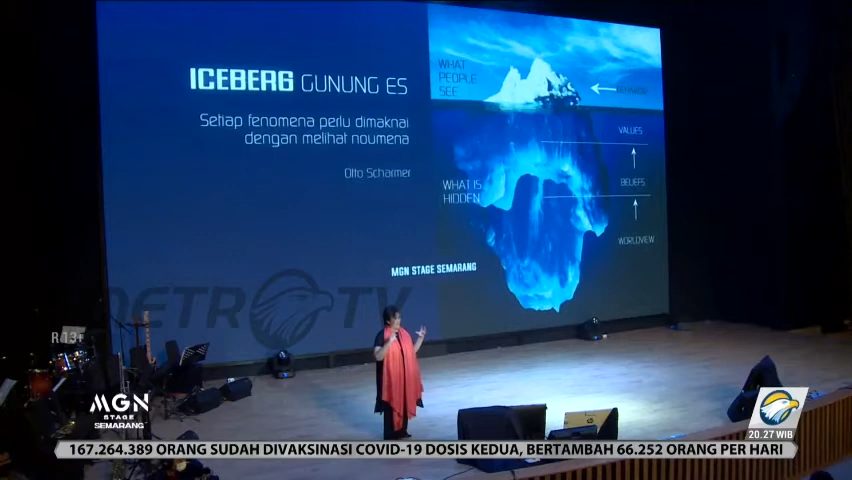 ICEBERG GUNUNG ES
Setiap fenomena perlu dimaknai
dengan melihat noumena
Otto Scharmer
WHAT
PEOPLE
SEE
BEHAVIOR
VALUES
WHAT IS
HIDDEN
BELIEFS
WORLDVIEW
MGN STAGE SEMARANG
METRO TV
R13+
MGN
STAGE
SEMARANG
20.27 WIB
167.264.389 ORANG SUDAH DIVAKSINASI COVID-19 DOSIS KEDUA, BERTAMBAH 66.252 ORANG PER HARI